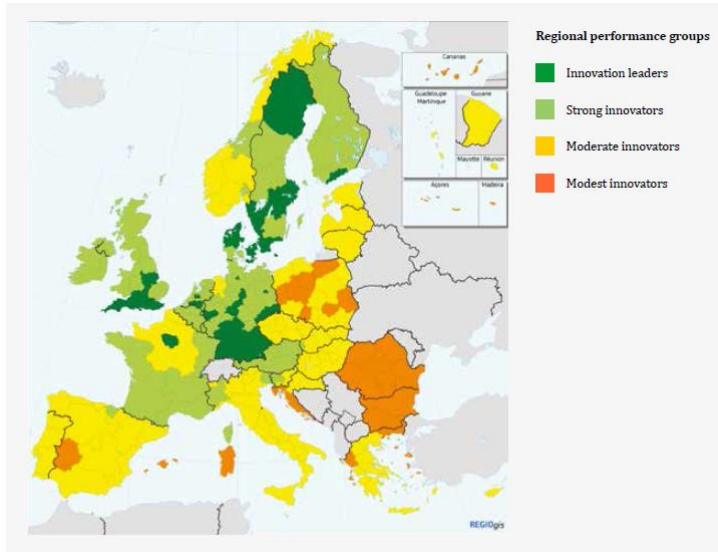 Regional performance groups
Innovation leaders
Strong innovators
Moderate innovators
Modest innovators
Canarias
Guadeloupe
Martinique
Guyane
Mayotte
Réunion
Açores
Madeira
REGIOgis